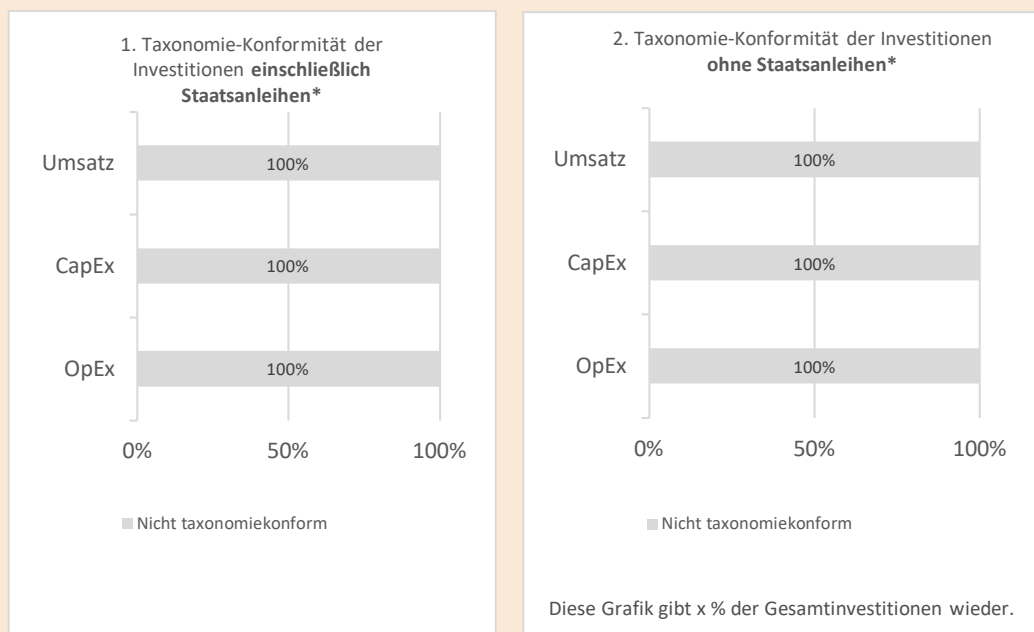 1. Taxonomie-Konformität der
Investitionen einschließlich
Staatsanleihen*
Umsatz
100%
CapEx
100%
OpEx
100%
0%
50%
100%
Nicht taxonomiekonform
2. Taxonomie-Konformität der Investitionen
ohne Staatsanleihen*
Umsatz
100%
CapEx
100%
OpEx
100%
0%
50%
100%
Nicht taxonomiekonform
Diese Grafik gibt x % der Gesamtinvestitionen wieder.